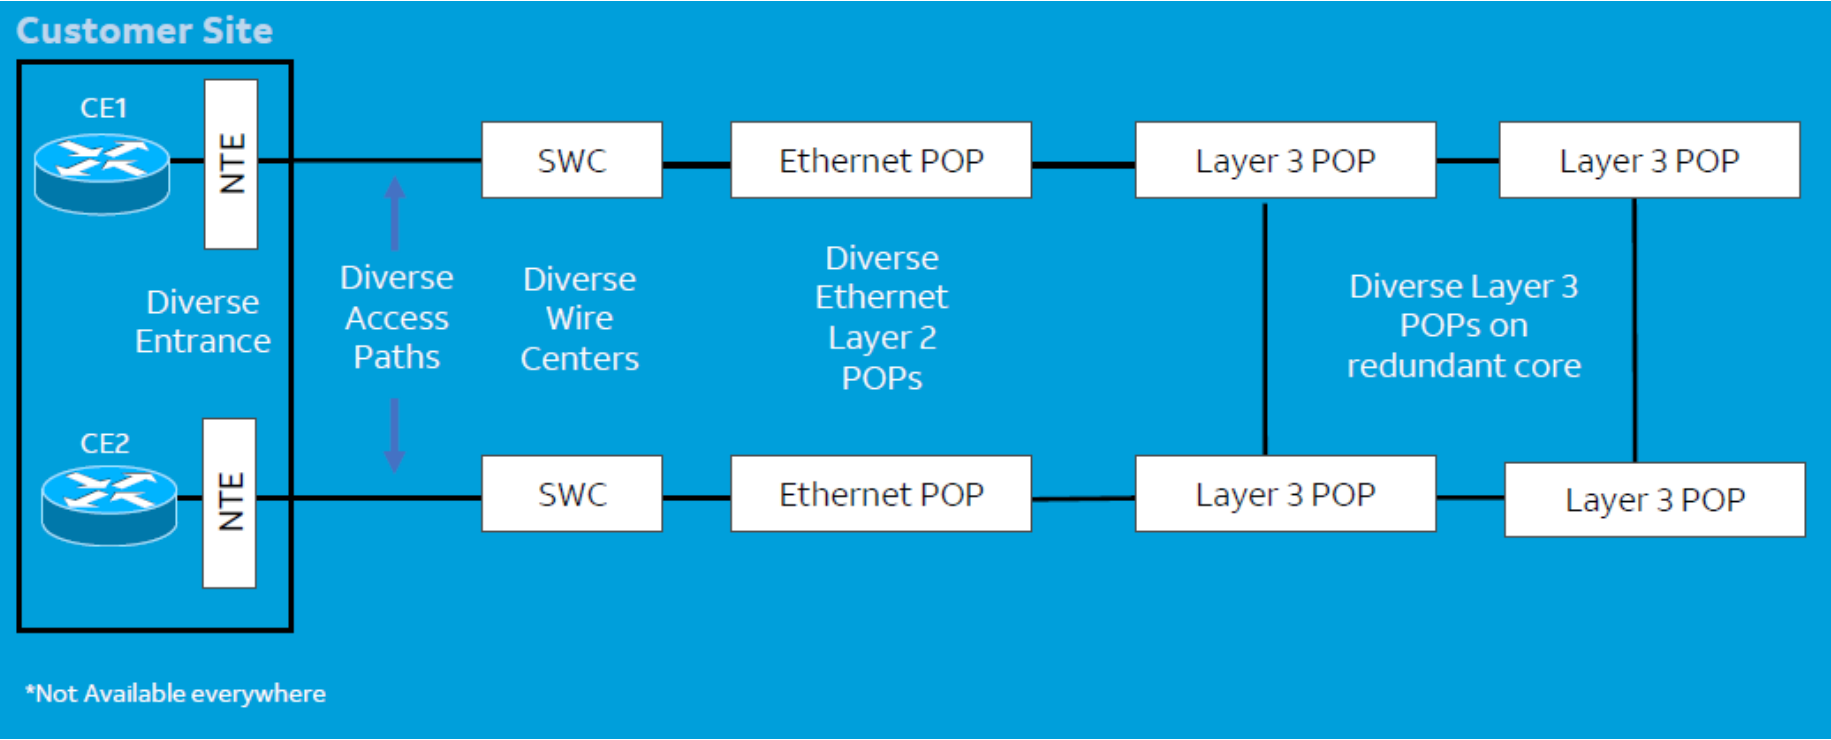 Customer Site
CE1
NTE
SWC
Ethernet POP
Layer 3 POP
Layer 3 POP
Diverse
Entrance
Diverse
Access
Paths
Diverse
Wire
Centers
Diverse
Ethernet
Layer 2
POPs
Diverse Layer 3
POPs on
redundant core
CE2
NTE
SWC
Ethernet POP
Layer 3 POP
Layer 3 POP
*Not Available everywhere